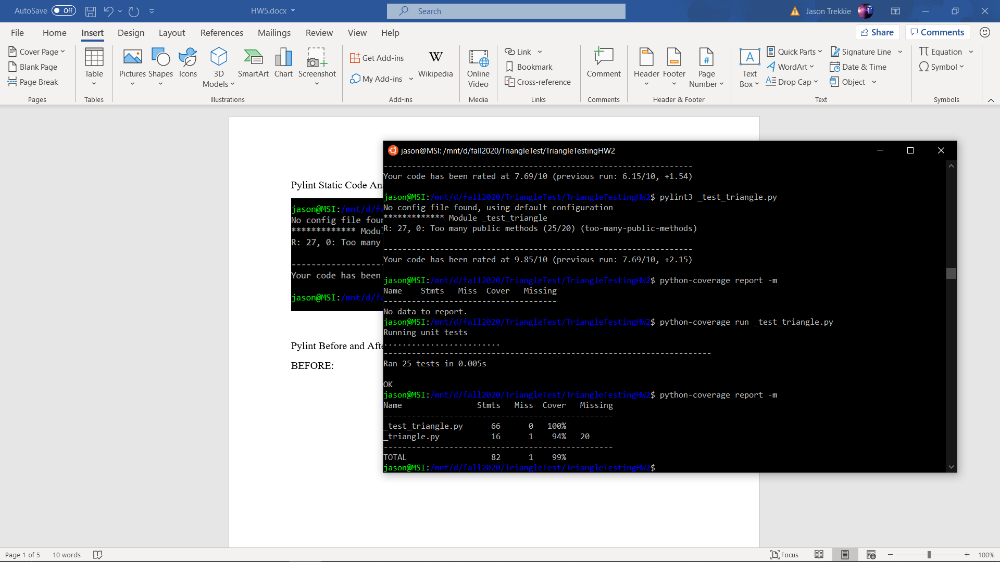 AutoSave Off HW5.docx Search Jason Trekkie
File Home Insert Design Layout References Mailings Review View Help Share Comments
Cover Page
Blank Page
Page Break
Pages
Table
Tables
Pictures Shapes Icons 3D Models SmartArt Chart Screenshot
Illustrations
Get Add-ins
My Add-ins
Wikipedia
Add-ins
Online Video
Media
Link
Bookmark
Cross-reference
Links
Comment
Comments
Header Footer Page Number
Header & Footer
Text Box
Quick Parts
WordArt
Drop Cap
Signature Line
Date & Time
Object
Text
Equation
Symbol
Symbols
Pylint Static Code An
jason@MSI:/mnt/d/fa
No config file four
************* Modu
R: 27, 0: Too many
--------------------
Your code has been
jason@MSI:/mnt/d/fa
Pylint Before and Afte
BEFORE:
jason@MSI: /mnt/d/fall2020/TriangleTest/TriangleTestingHW2
------------------------------------------------------------------
Your code has been rated at 7.69/10 (previous run: 6.15/10, +1.54)
jason@MSI:/mnt/d/fall2020/TriangleTest/TriangleTestingHW2$ pylint3 _test_triangle.py
No config file found, using default configuration
************* Module _test_triangle
R: 27, 0: Too many public methods (25/20) (too-many-public-methods)
------------------------------------------------------------------
Your code has been rated at 9.85/10 (previous run: 7.69/10, +2.15)
jason@MSI:/mnt/d/fall2020/TriangleTest/TriangleTestingHW2$ python-coverage report -m
Name    Stmts   Miss  Cover   Missing
-------------------------------------
No data to report.
jason@MSI:/mnt/d/fall2020/TriangleTest/TriangleTestingHW2$ python-coverage run _test_triangle.py
Running unit tests
.........................
----------------------------------------------------------------------
Ran 25 tests in 0.005s
OK
jason@MSI:/mnt/d/fall2020/TriangleTest/TriangleTestingHW2$ python-coverage report -m
Name                Stmts   Miss  Cover   Missing
-------------------------------------------------
_test_triangle.py      66      0   100%
_triangle.py           16      1    94%   20
-------------------------------------------------
TOTAL                  82      1    99%
jason@MSI:/mnt/d/fall2020/TriangleTest/TriangleTestingHW2$
Page 1 of 5 10 words Focus 100%